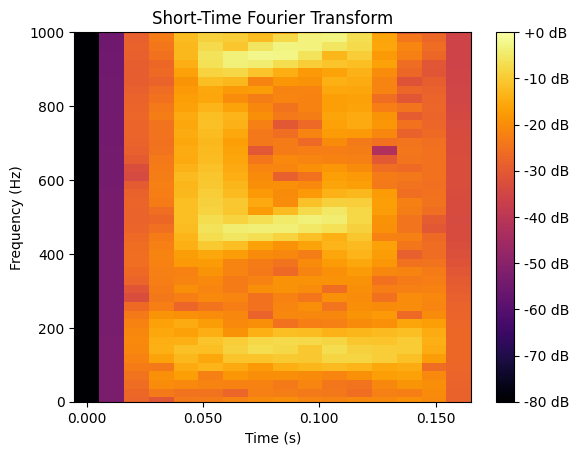 Short-Time Fourier Transform
1000
800
600
400
200
0
Frequency (Hz)
0.000
0.050
0.100
0.150
Time (s)
+0 dB
-10 dB
-20 dB
-30 dB
-40 dB
-50 dB
-60 dB
-70 dB
-80 dB